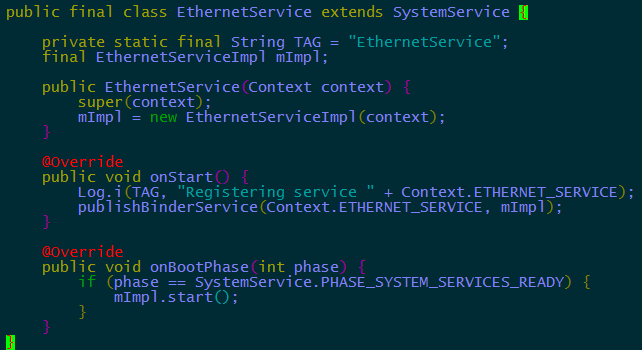 public final class EthernetService extends SystemService {
private static final String TAG = "EthernetService";
final EthernetServiceImpl mImpl;
public EthernetService(Context context) {
super(context);
mImpl = new EthernetServiceImpl(context);
}
@Override
public void onStart() {
Log.i(TAG, "Registering service " + Context.ETHERNET_SERVICE);
publishBinderService(Context.ETHERNET_SERVICE, mImpl);
}
@Override
public void onBootPhase(int phase) {
if (phase == SystemService.PHASE_SYSTEM_SERVICES_READY) {
mImpl.start();
}
}
}